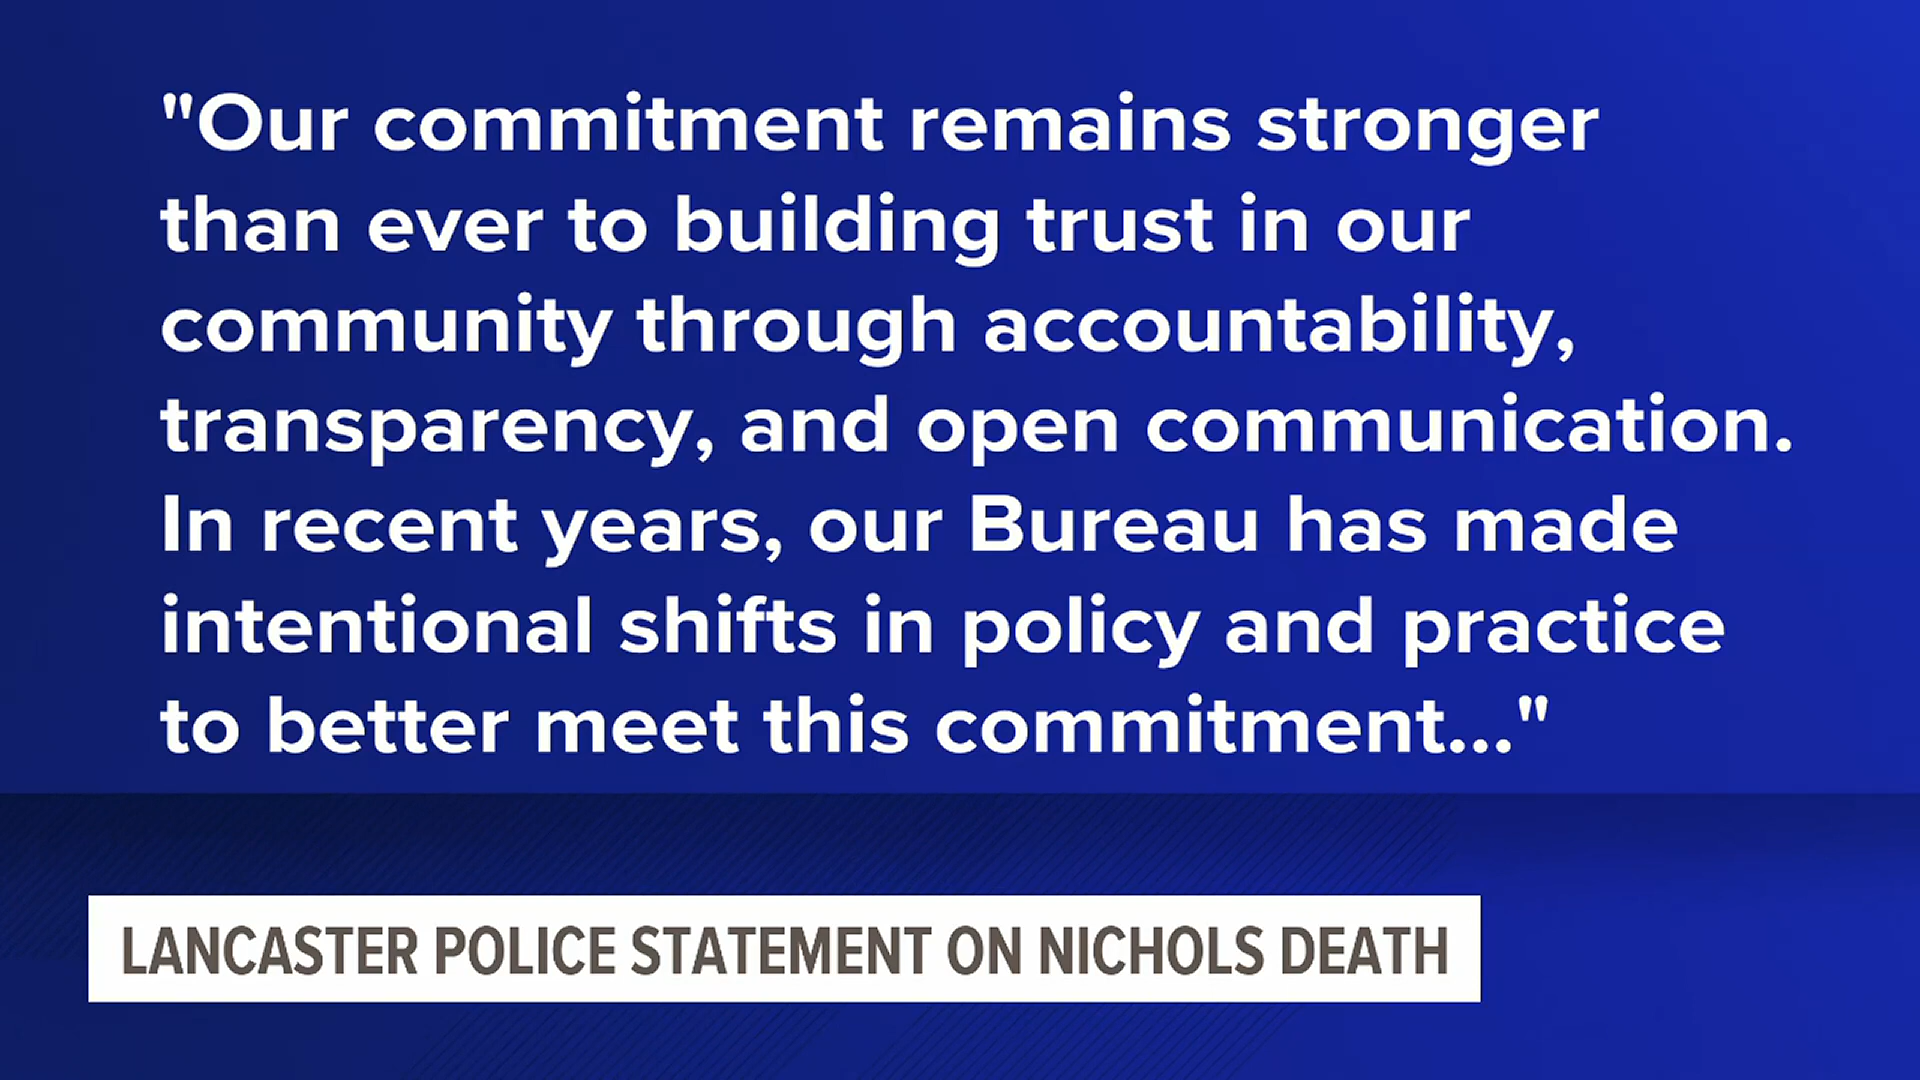 "Our commitment remains stronger
than ever to building trust in our
community through accountability,
transparency, and open communication.
In recent years, our Bureau has made
intentional shifts in policy and practice
to better meet this commitment..."
LANCASTER POLICE STATEMENT ON NICHOLS DEATH